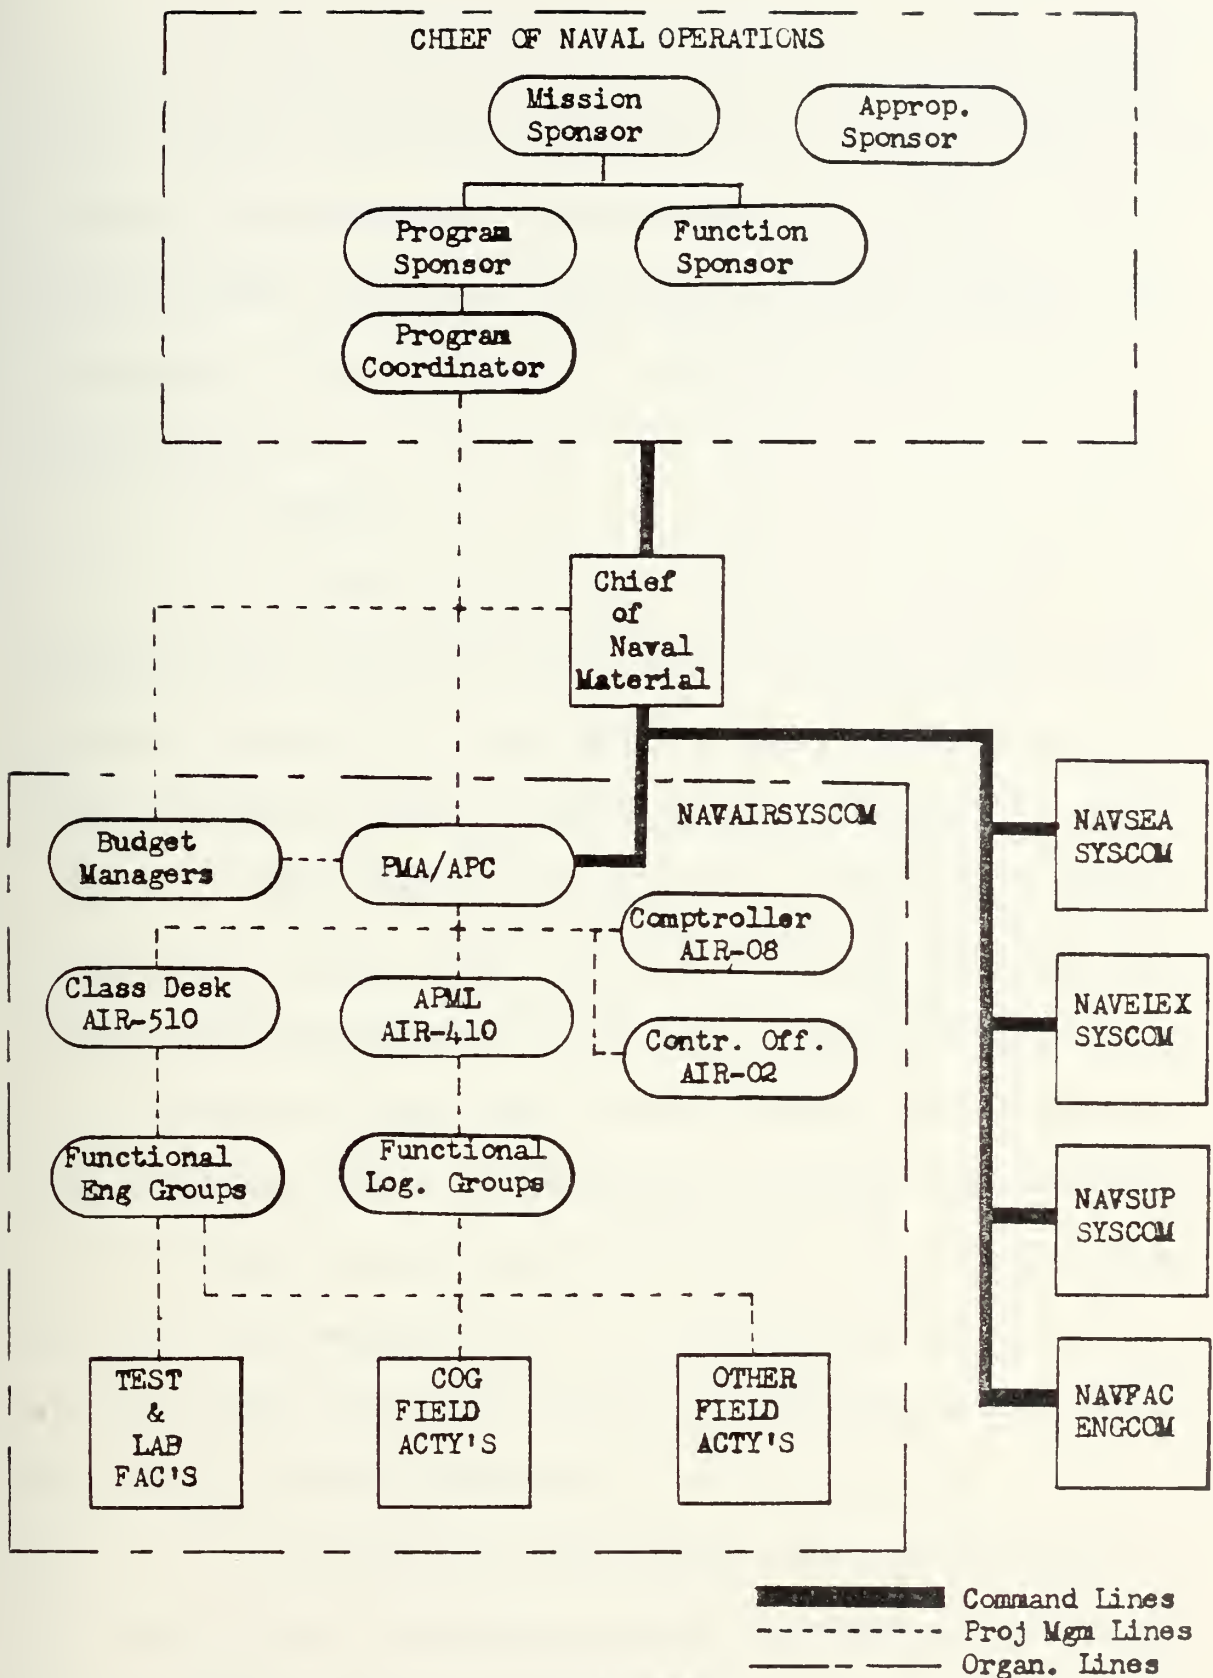 CHIEF OF NAVAL OPERATIONS
Mission
Sponsor
Approp.
Sponsor
Program
Sponsor
Function
Sponsor
Program
Coordinator
Chief
of
Naval
Material
NAVAIRSYSCOM
Budget
Managers
PMA/APC
Comptroller
AIR-08
Class Desk
AIR-510
APML
AIR-410
Contr. Off.
AIR-02
Functional
Eng Groups
Functional
Log. Groups
TEST
&
LAB
FAC'S
COG
FIELD
ACTY'S
OTHER
FIELD
ACTY'S
NAVSEA
SYSCOM
NAVELEX
SYSCOM
NAVSUP
SYSCOM
NAVFAC
ENGCOM
Command Lines
Proj Mgm Lines
Organ. Lines